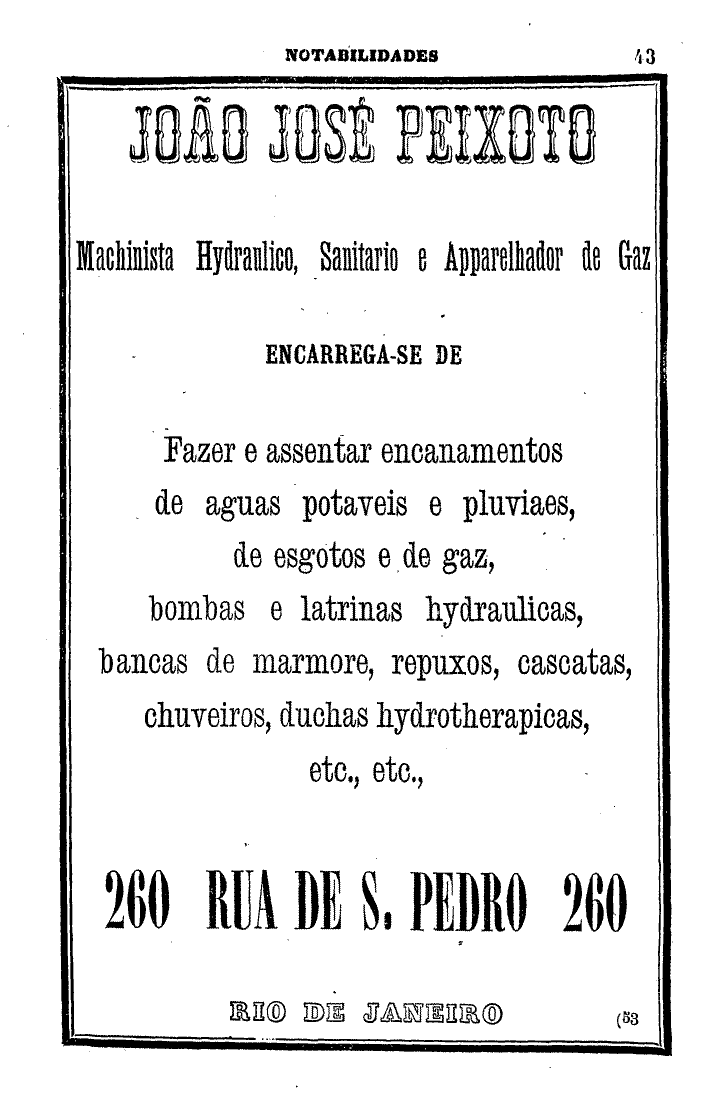 NOTABILIDADES 43
JOÃO JOSÉ PEIXOTO
Machinista Hydraulico, Sanitario e Apparelhador de Gaz
ENCARREGA-SE DE
Fazer e assentar encanamentos
de aguas potaveis e pluviaes,
de esgotos e de gaz,
bombas e latrinas hydraulicas,
bancas de marmore, repuxos, cascatas,
chuveiros, duchas hydrotherapicas,
etc., etc.,
260 RUA DE S. PEDRO 260
RIO DE JANEIRO (53